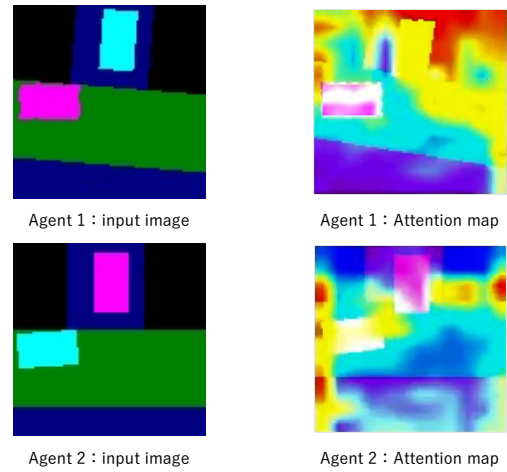 Agent 1：input image
Agent 1：Attention map
Agent 2：input image
Agent 2：Attention map